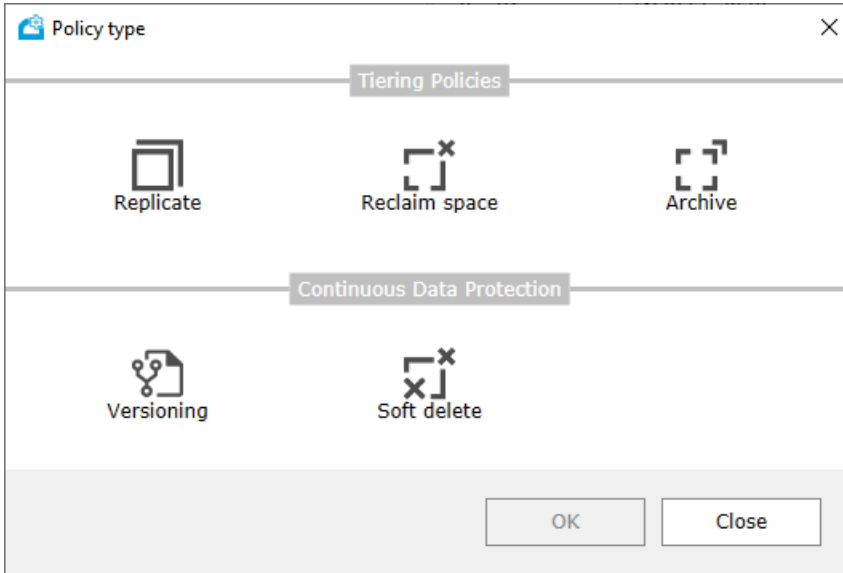 Policy type
Tiering Policies
Replicate
Reclaim space
Archive
Continuous Data Protection
Versioning
Soft delete
OK
Close